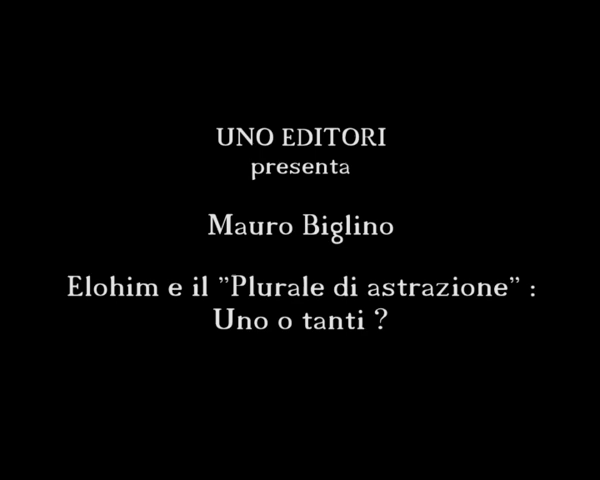 UNO EDITORI
presenta
Mauro Biglino
Elohim e il "Plurale di astrazione" :
Uno o tanti ?